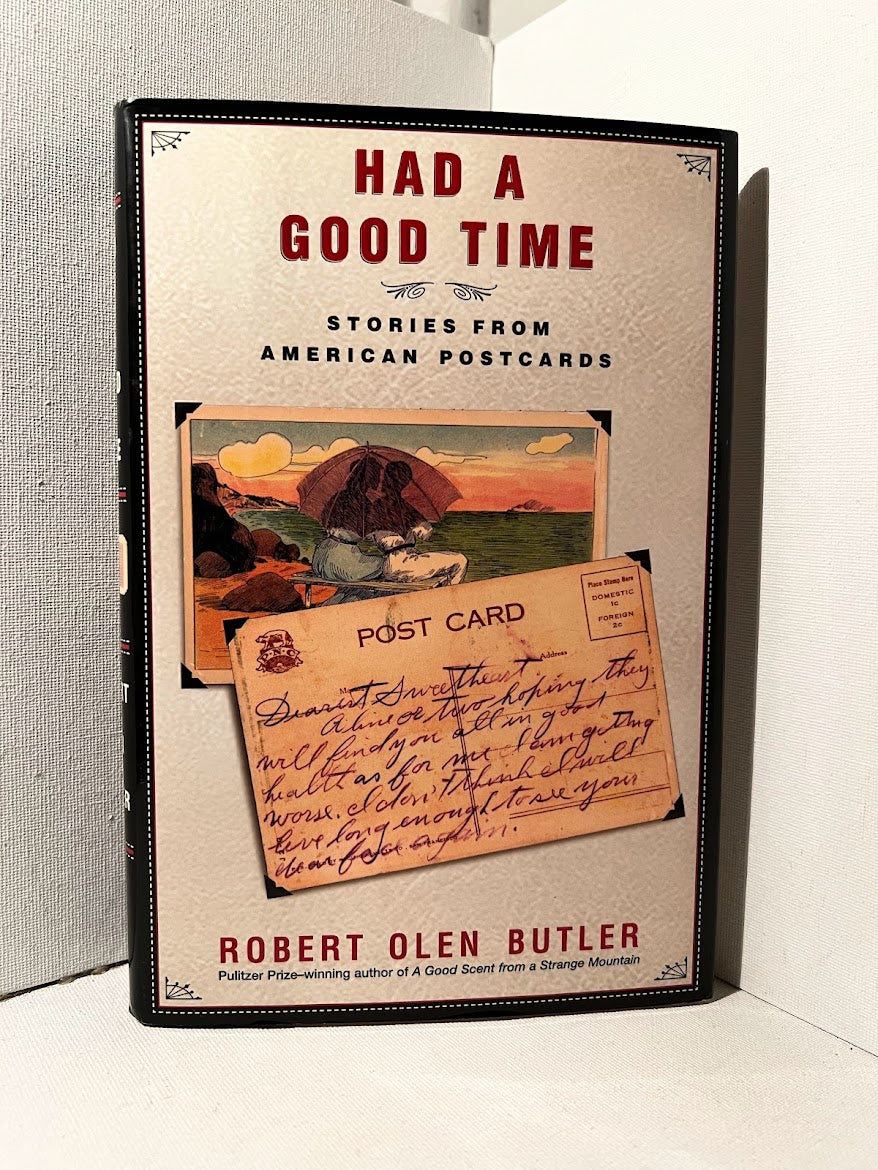 HAD A
GOOD TIME
STORIES FROM
AMERICAN POSTCARDS
POST CARD
Place Stamp Here
DOMESTIC
1c
FOREIGN
2c
P.N.C.
Address
Dearest Sweetheart
A line or two hoping they
will find you all in good
health as for me I am getting
worse. I don't think I will
live long enough to see your
dear face again.
ROBERT OLEN BUTLER
Pulitzer Prize–winning author of A Good Scent from a Strange Mountain